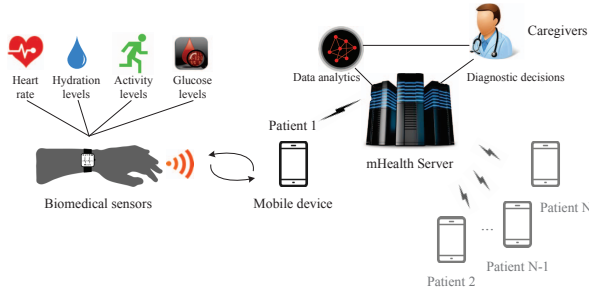 Caregivers
Heart
rate
Hydration
levels
Activity
levels
Glucose
levels
Data analytics
Diagnostic decisions
Patient 1
mHealth Server
Biomedical sensors
Mobile device
Patient N
...
Patient N-1
Patient 2